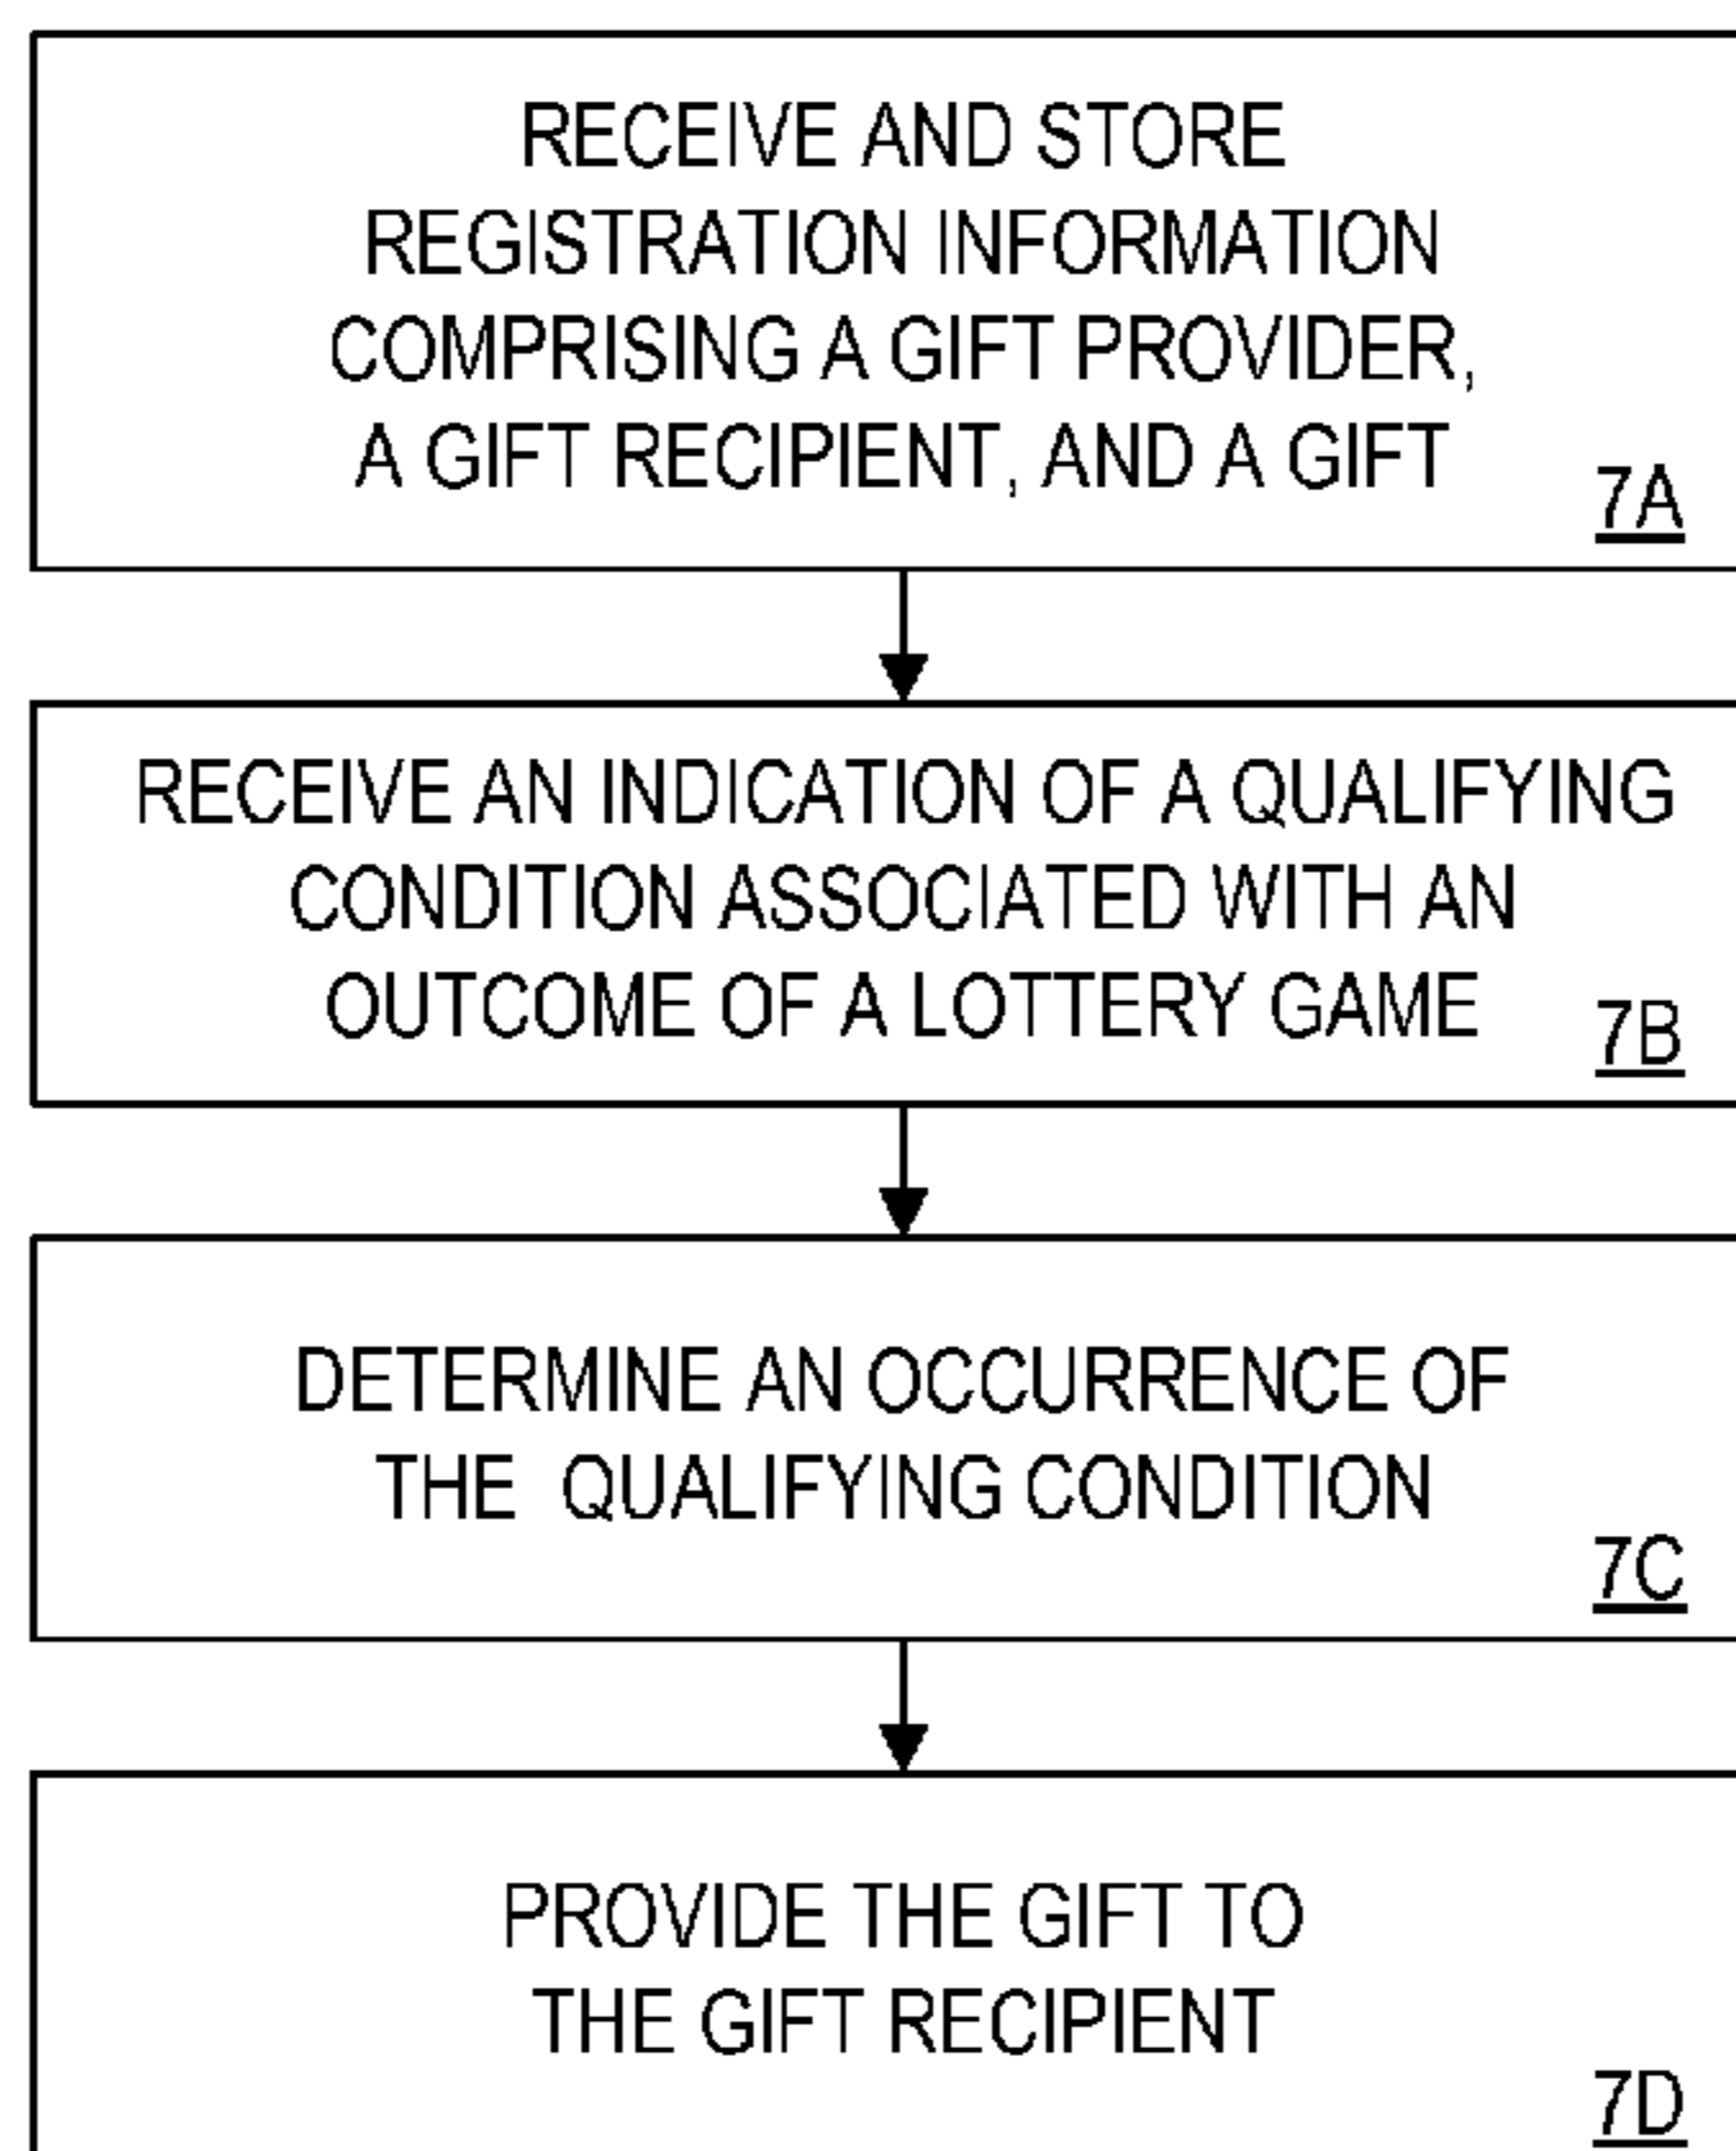 RECEIVE AND STORE
REGISTRATION INFORMATION
COMPRISING A GIFT PROVIDER,
A GIFT RECIPIENT, AND A GIFT
7A
RECEIVE AN INDICATION OF A QUALIFYING
CONDITION ASSOCIATED WITH AN
OUTCOME OF A LOTTERY GAME
7B
DETERMINE AN OCCURRENCE OF
THE QUALIFYING CONDITION
7C
PROVIDE THE GIFT TO
THE GIFT RECIPIENT
7D